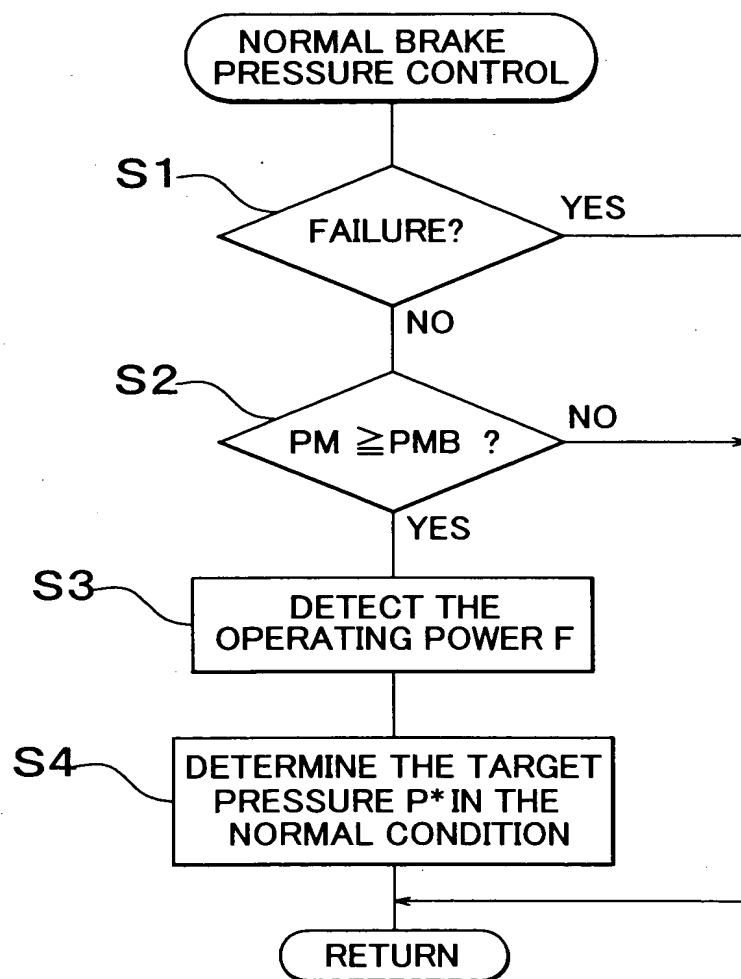 NORMAL BRAKE
PRESSURE CONTROL
S1
FAILURE?
YES
NO
S2
PM ≧PMB ?
NO
YES
S3
DETECT THE
OPERATING POWER F
S4
DETERMINE THE TARGET
PRESSURE P* IN THE
NORMAL CONDITION
RETURN